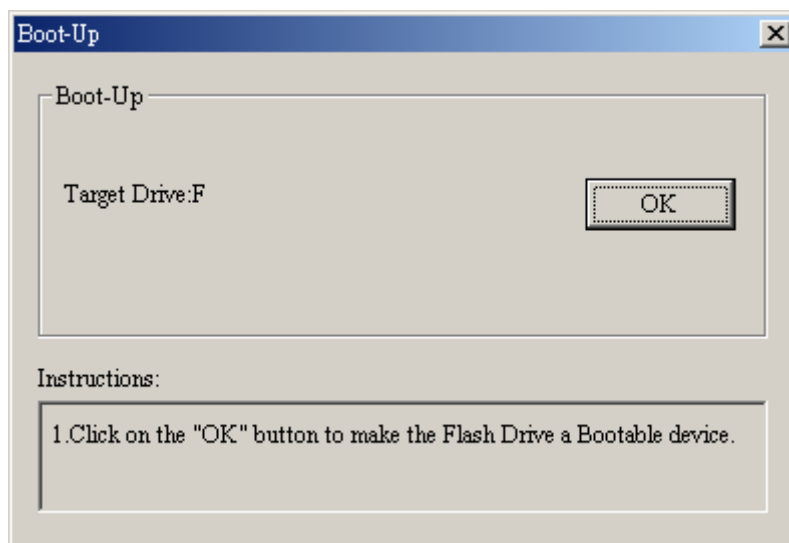 Boot-Up
Boot-Up
Target Drive:F
OK
Instructions:
1.Click on the "OK" button to make the Flash Drive a Bootable device.